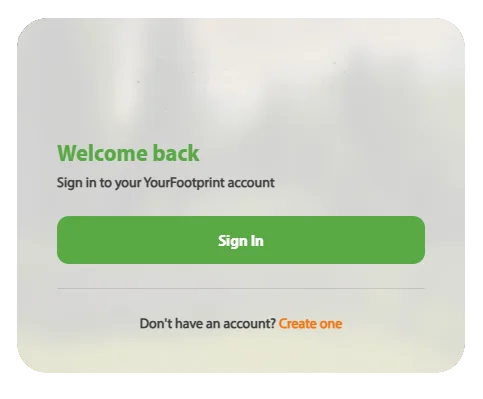 Welcome back
Sign in to your YourFootprint account
Sign In
Don't have an account? Create one